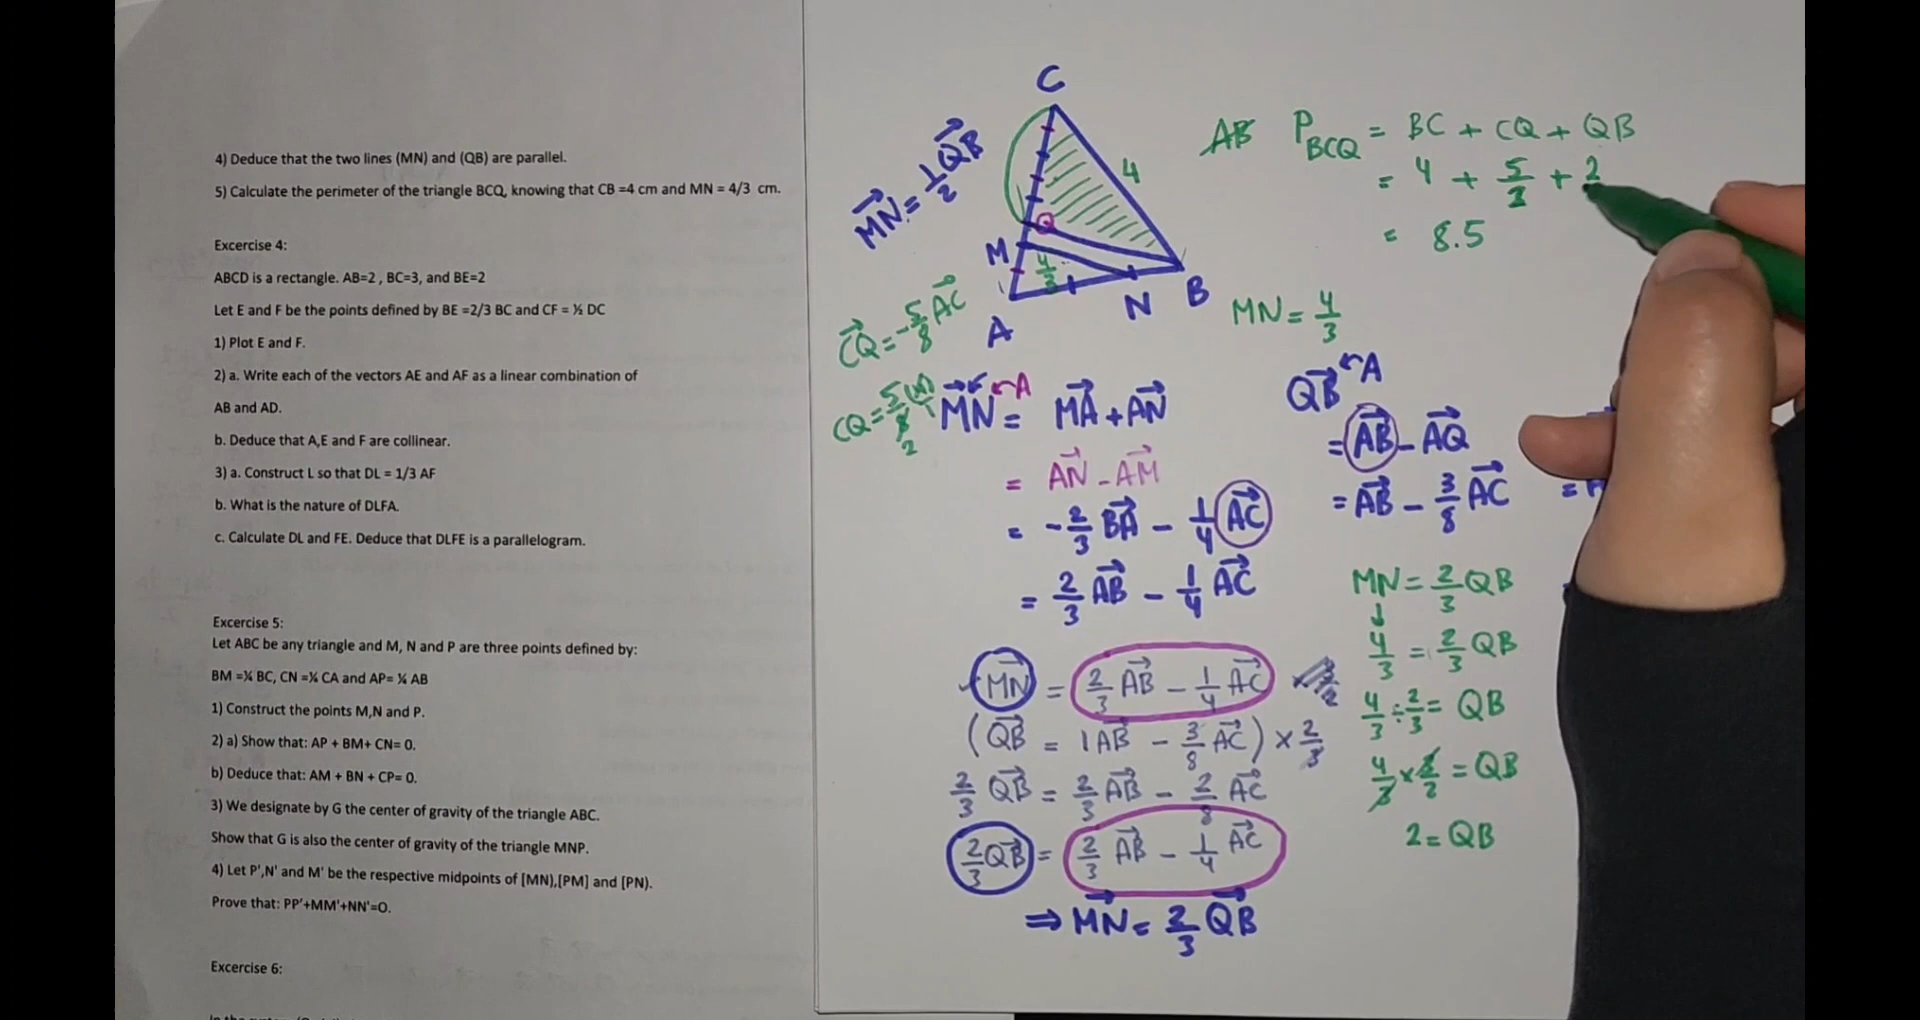 4) Deduce that the two lines (MN) and (QB) are parallel.
5) Calculate the perimeter of the triangle BCQ, knowing that CB =4 cm and MN = 4/3 cm.
Excercise 4:
ABCD is a rectangle. AB=2 , BC=3, and BE=2
Let E and F be the points defined by BE =2/3 BC and CF = ½ DC
1) Plot E and F.
2) a. Write each of the vectors AE and AF as a linear combination of
AB and AD.
b. Deduce that A,E and F are collinear.
3) a. Construct L so that DL = 1/3 AF
b. What is the nature of DLFA.
c. Calculate DL and FE. Deduce that DLFE is a parallelogram.
Excercise 5:
Let ABC be any triangle and M, N and P are three points defined by:
BM =¼ BC, CN =¼ CA and AP= ¼ AB
1) Construct the points M,N and P.
2) a) Show that: AP + BM+ CN= 0.
b) Deduce that: AM + BN + CP= 0.
3) We designate by G the center of gravity of the triangle ABC.
Show that G is also the center of gravity of the triangle MNP.
4) Let P',N' and M' be the respective midpoints of [MN),[PM] and [PN).
Prove that: PP'+MM'+NN'=O.
Excercise 6:
C
4
Q
M
4/3
A
N
B
MN = 1/2 QB
CQ = -5/8 AC
AB
P BCQ = BC + CQ + QB
= 4 + 5/2 + 2
= 8.5
MN = 4/3
MN A = MA + AN
= AN - AM
= -2/3 BA - 1/4 AC
= 2/3 AB - 1/4 AC
MN = 2/3 AB - 1/4 AC
(QB = 1AB - 3/8 AC) × 2/3
2/3 QB = 2/3 AB - 2/8 AC
2/3 QB = 2/3 AB - 1/4 AC
⇒ MN = 2/3 QB
QB A
= AB - AQ
= AB - 3/8 AC
MN = 2/3 QB
↓
4/3 = 2/3 QB
4/3 ÷ 2/3 = QB
4/3 × 3/2 = QB
2 = QB